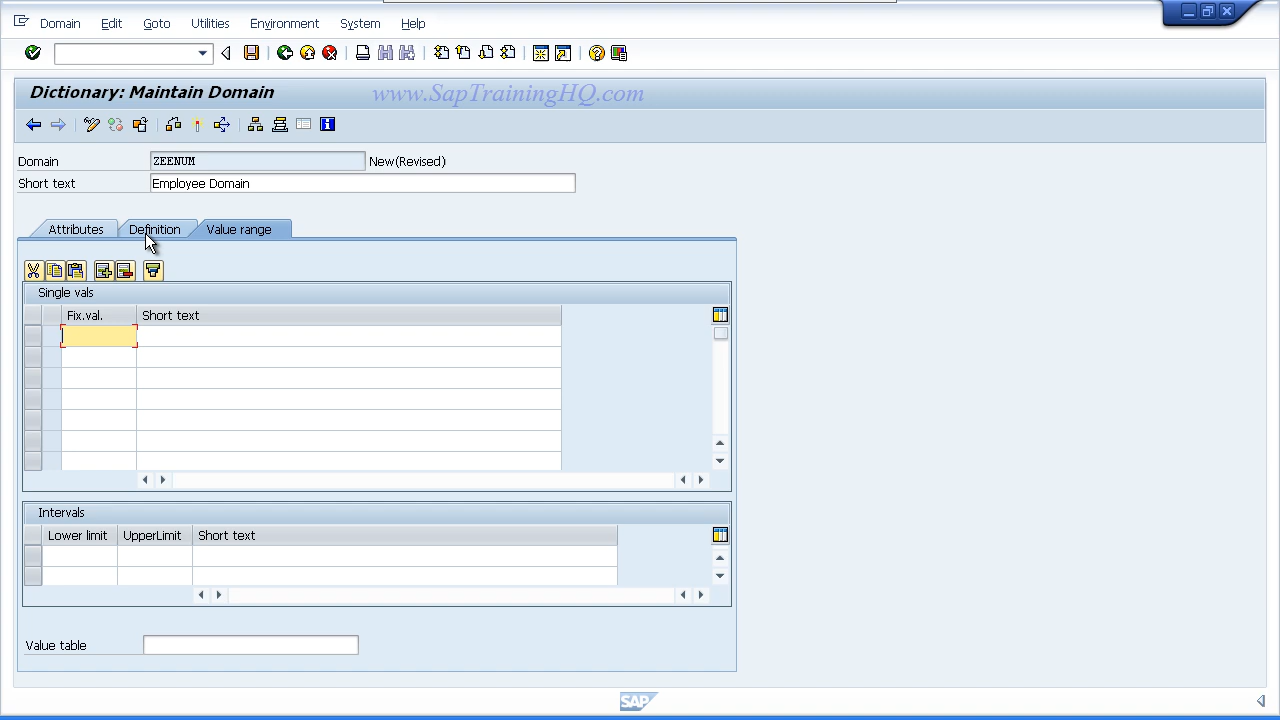 Domain Edit Goto Utilities Environment System Help
Dictionary: Maintain Domain www.SapTrainingHQ.com
Domain ZEENUM New(Revised)
Short text Employee Domain
Attributes Definition Value range
Single vals
Fix.val. Short text
Intervals
Lower limit UpperLimit Short text
Value table
SAP